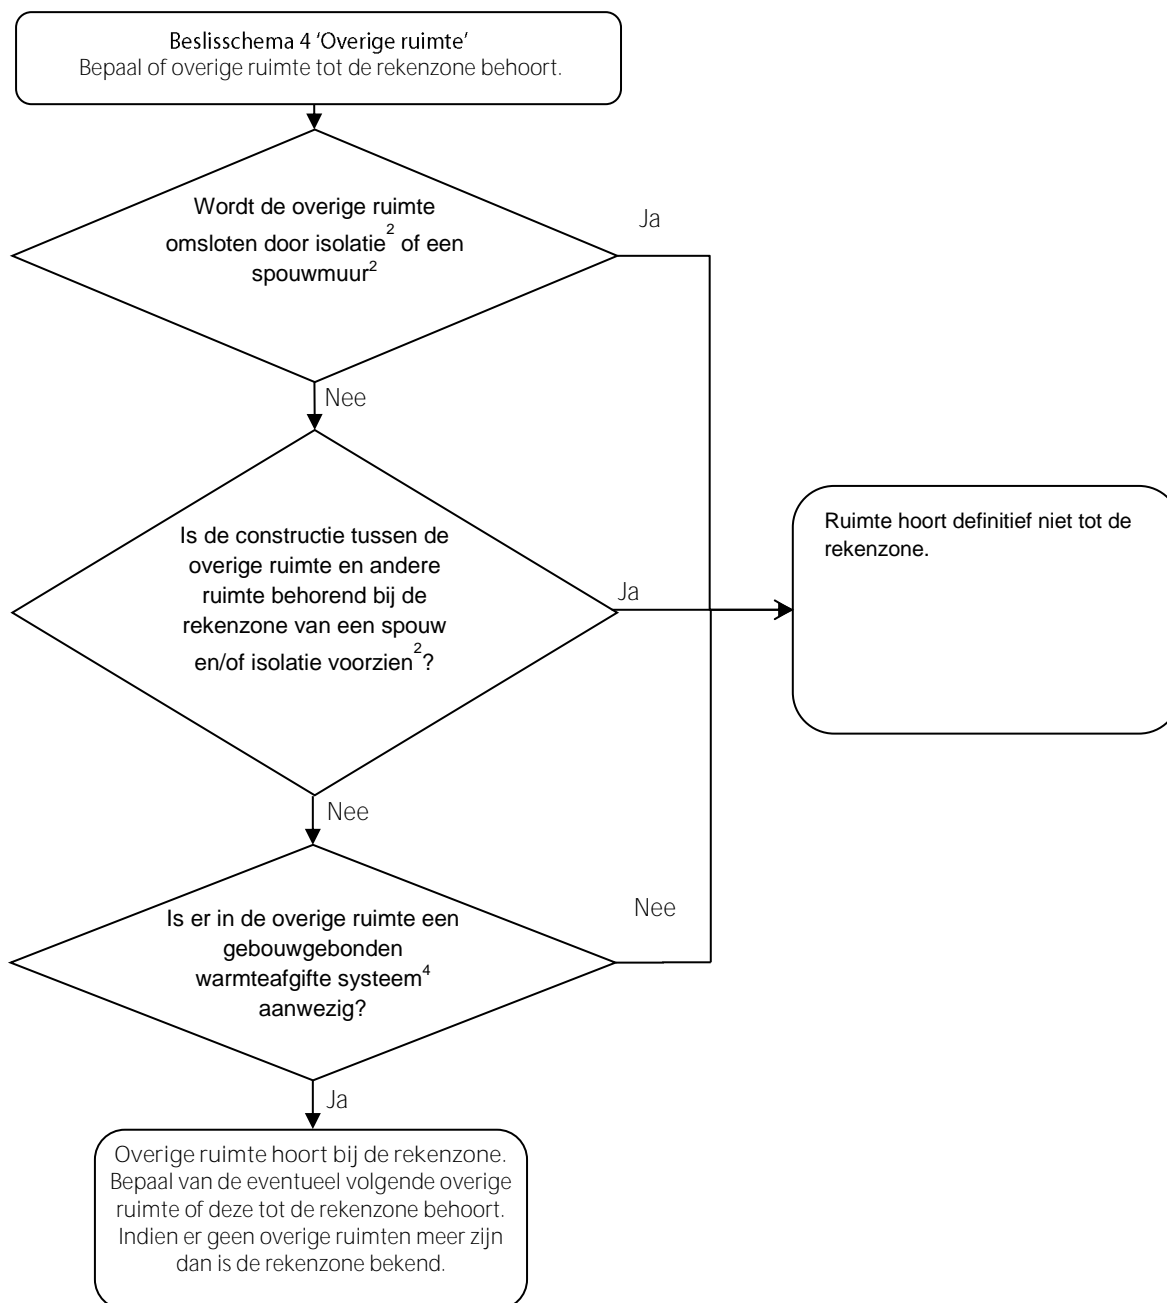 Beslisschema 4 ‘Overige ruimte’
Bepaal of overige ruimte tot de rekenzone behoort.
Wordt de overige ruimte
omsloten door isolatie² of een
spouwmuur²
Ja
Nee
Is de constructie tussen de
overige ruimte en andere
ruimte behorend bij de
rekenzone van een spouw
en/of isolatie voorzien²?
Ja
Ruimte hoort definitief niet tot de
rekenzone.
Nee
Is er in de overige ruimte een
gebouwgebonden
warmteafgifte systeem⁴
aanwezig?
Nee
Ja
Overige ruimte hoort bij de rekenzone.
Bepaal van de eventueel volgende overige
ruimte of deze tot de rekenzone behoort.
Indien er geen overige ruimten meer zijn
dan is de rekenzone bekend.